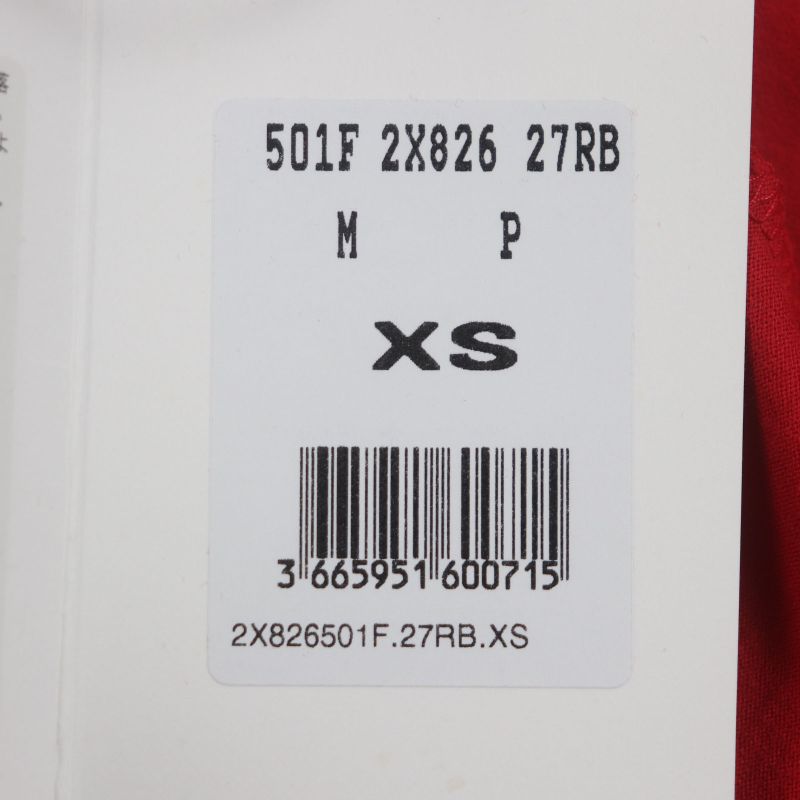 501F 2X826 27RB
M P
XS
3 665951 600715
2X826501F.27RB.XS